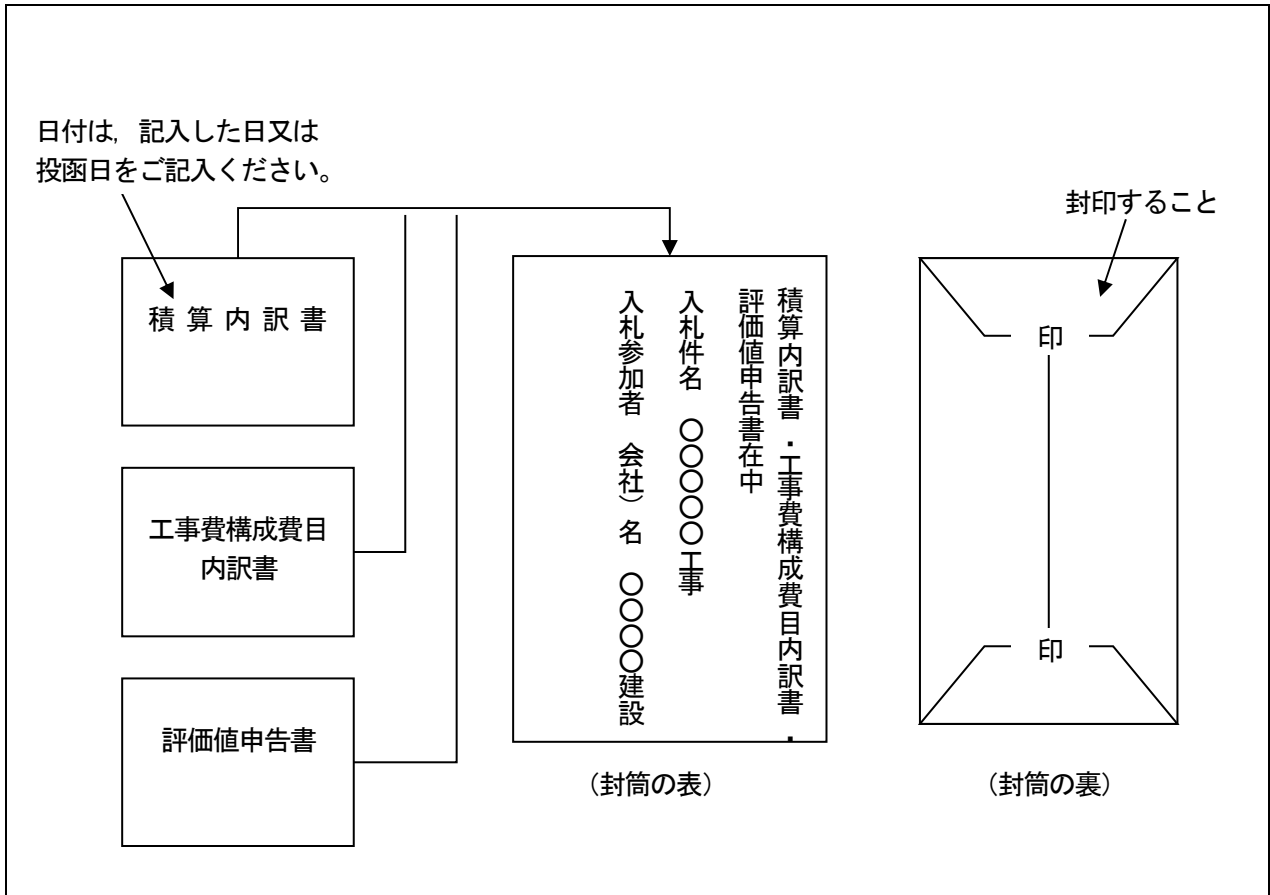 日付は，記入した日又は
投函日をご記入ください。
封印すること
積算内訳書
工事費構成費目
内訳書
評価値申告書
積算内訳書・工事費構成費目内訳書・
評価値申告書在中
入札件名　〇〇〇〇〇工事
入札参加者　会社）名　〇〇〇〇建設
（封筒の表）
印
印
（封筒の裏）